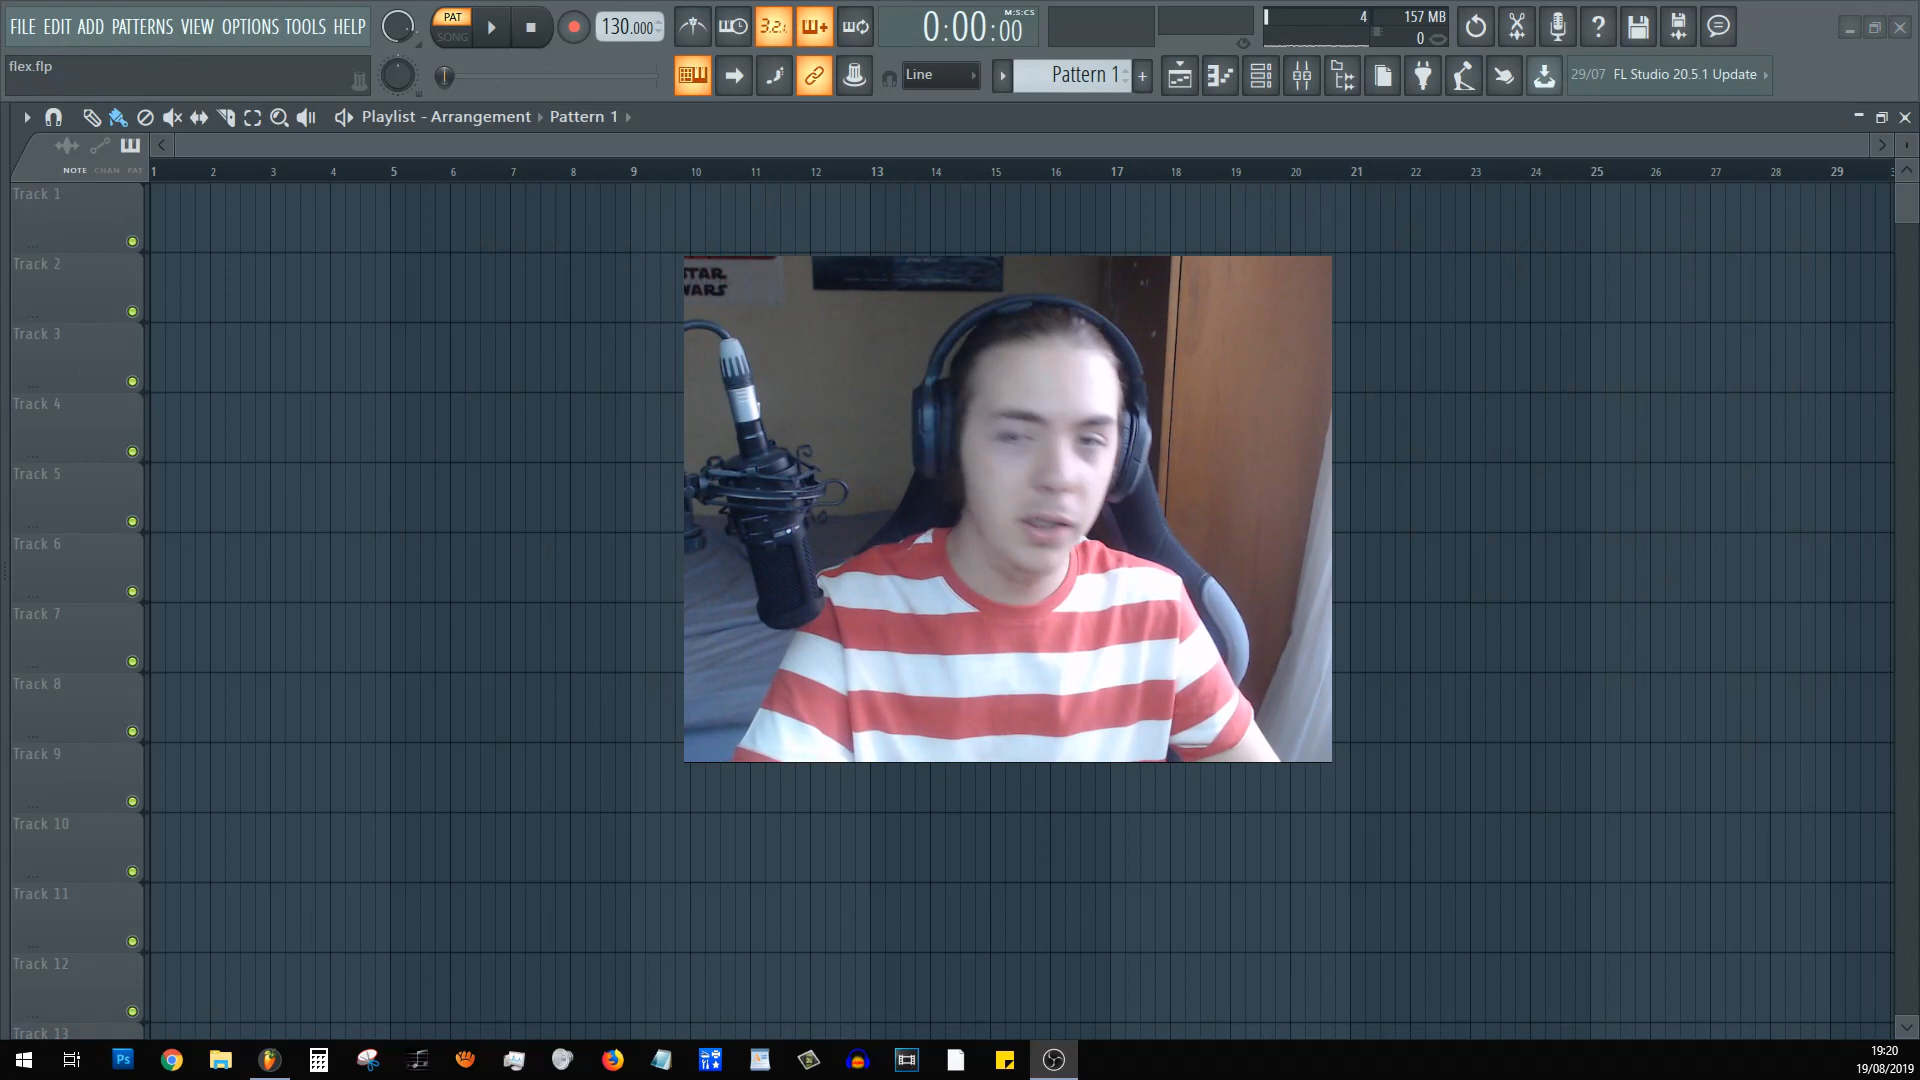 FILE EDIT ADD PATTERNS VIEW OPTIONS TOOLS HELP
PAT
SONG
130.000
3.2.
0:00:00
M:S:CS
4
157 MB
0
flex.flp
Line
Pattern 1
29/07 FL Studio 20.5.1 Update
Playlist - Arrangement
Pattern 1
NOTE CHAN PAT
1 2 3 4 5 6 7 8 9 10 11 12 13 14 15 16 17 18 19 20 21 22 23 24 25 26 27 28 29
Track 1
Track 2
Track 3
Track 4
Track 5
Track 6
Track 7
Track 8
Track 9
Track 10
Track 11
Track 12
Track 13
STAR
WARS
Ps
19:20
19/08/2019